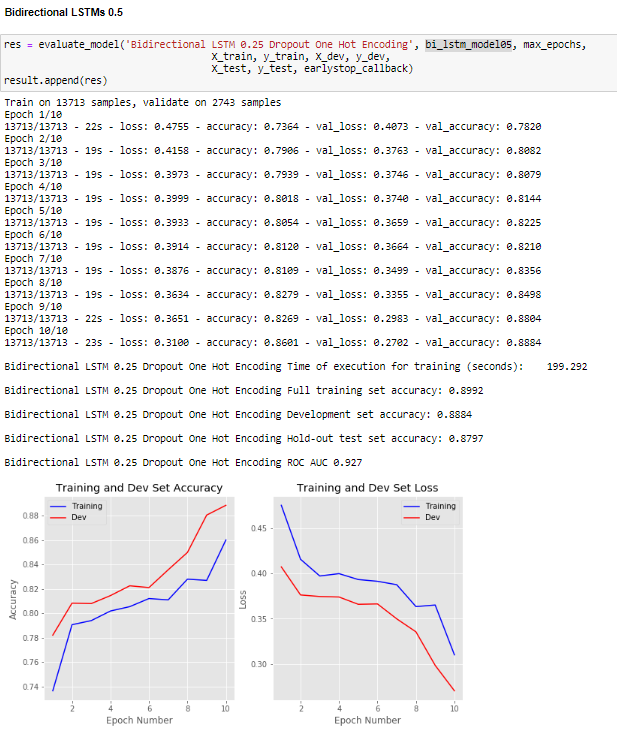 Bidirectional LSTMs 0.5
res = evaluate_model('Bidirectional LSTM 0.25 Dropout One Hot Encoding', bi_lstm_model05, max_epochs,
X_train, y_train, X_dev, y_dev,
X_test, y_test, earlystop_callback)
result.append(res)
Train on 13713 samples, validate on 2743 samples
Epoch 1/10
13713/13713 - 22s - loss: 0.4755 - accuracy: 0.7364 - val_loss: 0.4073 - val_accuracy: 0.7820
Epoch 2/10
13713/13713 - 19s - loss: 0.4158 - accuracy: 0.7906 - val_loss: 0.3763 - val_accuracy: 0.8082
Epoch 3/10
13713/13713 - 19s - loss: 0.3973 - accuracy: 0.7939 - val_loss: 0.3746 - val_accuracy: 0.8079
Epoch 4/10
13713/13713 - 19s - loss: 0.3999 - accuracy: 0.8018 - val_loss: 0.3740 - val_accuracy: 0.8144
Epoch 5/10
13713/13713 - 19s - loss: 0.3933 - accuracy: 0.8054 - val_loss: 0.3659 - val_accuracy: 0.8225
Epoch 6/10
13713/13713 - 19s - loss: 0.3914 - accuracy: 0.8120 - val_loss: 0.3664 - val_accuracy: 0.8210
Epoch 7/10
13713/13713 - 19s - loss: 0.3876 - accuracy: 0.8109 - val_loss: 0.3499 - val_accuracy: 0.8356
Epoch 8/10
13713/13713 - 19s - loss: 0.3634 - accuracy: 0.8279 - val_loss: 0.3355 - val_accuracy: 0.8498
Epoch 9/10
13713/13713 - 22s - loss: 0.3651 - accuracy: 0.8269 - val_loss: 0.2983 - val_accuracy: 0.8804
Epoch 10/10
13713/13713 - 23s - loss: 0.3100 - accuracy: 0.8601 - val_loss: 0.2702 - val_accuracy: 0.8884
Bidirectional LSTM 0.25 Dropout One Hot Encoding Time of execution for training (seconds): 199.292
Bidirectional LSTM 0.25 Dropout One Hot Encoding Full training set accuracy: 0.8992
Bidirectional LSTM 0.25 Dropout One Hot Encoding Development set accuracy: 0.8884
Bidirectional LSTM 0.25 Dropout One Hot Encoding Hold-out test set accuracy: 0.8797
Bidirectional LSTM 0.25 Dropout One Hot Encoding ROC AUC 0.927
Training and Dev Set Accuracy
Training
Dev
0.88
0.86
0.84
0.82
0.80
0.78
0.76
0.74
Accuracy
2 4 6 8 10
Epoch Number
Training and Dev Set Loss
Training
Dev
0.45
0.40
0.35
0.30
Loss
2 4 6 8 10
Epoch Number